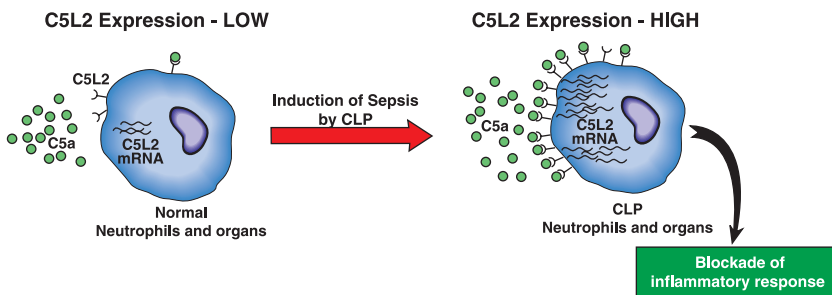 C5L2 Expression - LOW
C5L2 Expression - HIGH
C5L2
C5a
C5L2
mRNA
Induction of Sepsis
by CLP
C5a
C5L2
mRNA
Normal
Neutrophils and organs
CLP
Neutrophils and organs
Blockade of
inflammatory response